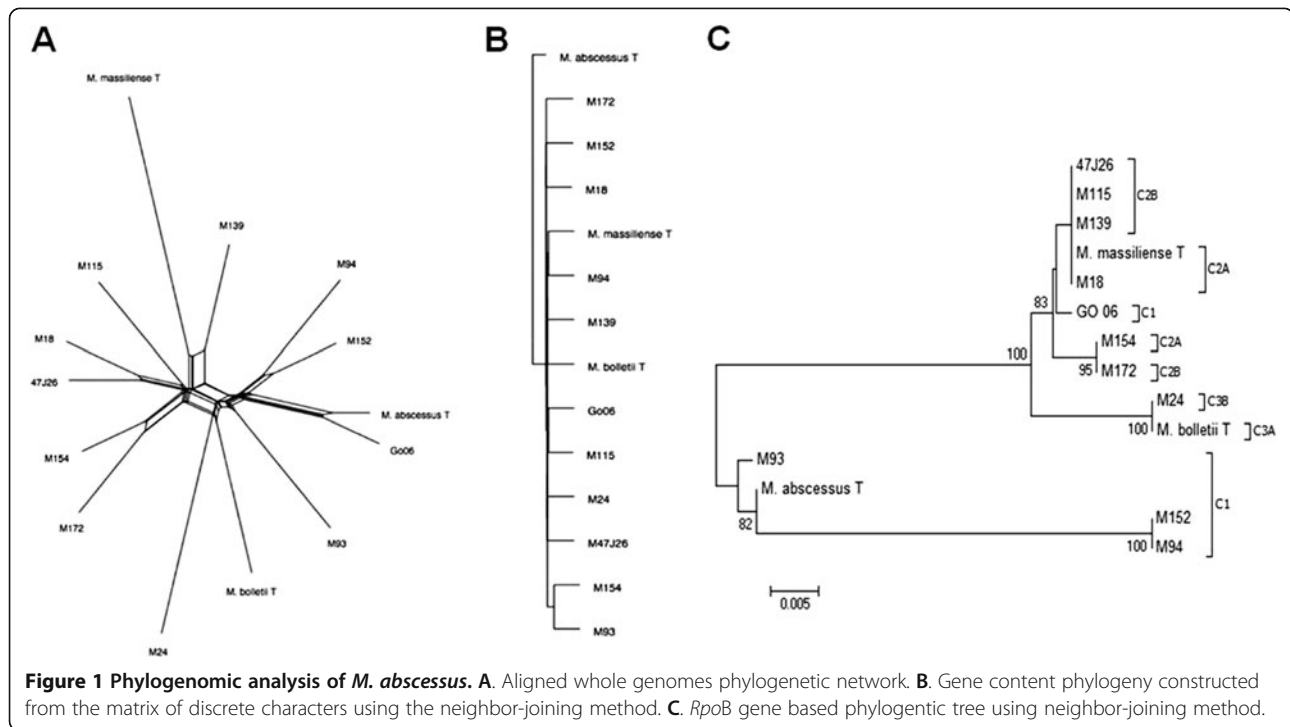 A
M. massiliense T
M139
M115
M94
M18
M152
47J26
M. abscessus T
Go06
M154
M172
M93
M. bolletii T
M24
B
M. abscessus T
M172
M152
M18
M. massiliense T
M94
M139
M. bolletii T
Go06
M115
M24
M47J26
M154
M93
C
47J26
M115
C2B
M139
M. massiliense T
C2A
M18
83
GO 06
C1
M154
C2A
100
95
M172
C2B
M24
C3B
100
M. bolletii T
C3A
M93
M. abscessus T
C1
82
M152
100
M94
0.005
Figure 1 Phylogenomic analysis of M. abscessus. A. Aligned whole genomes phylogenetic network. B. Gene content phylogeny constructed
from the matrix of discrete characters using the neighbor-joining method. C. RpoB gene based phylogentic tree using neighbor-joining method.